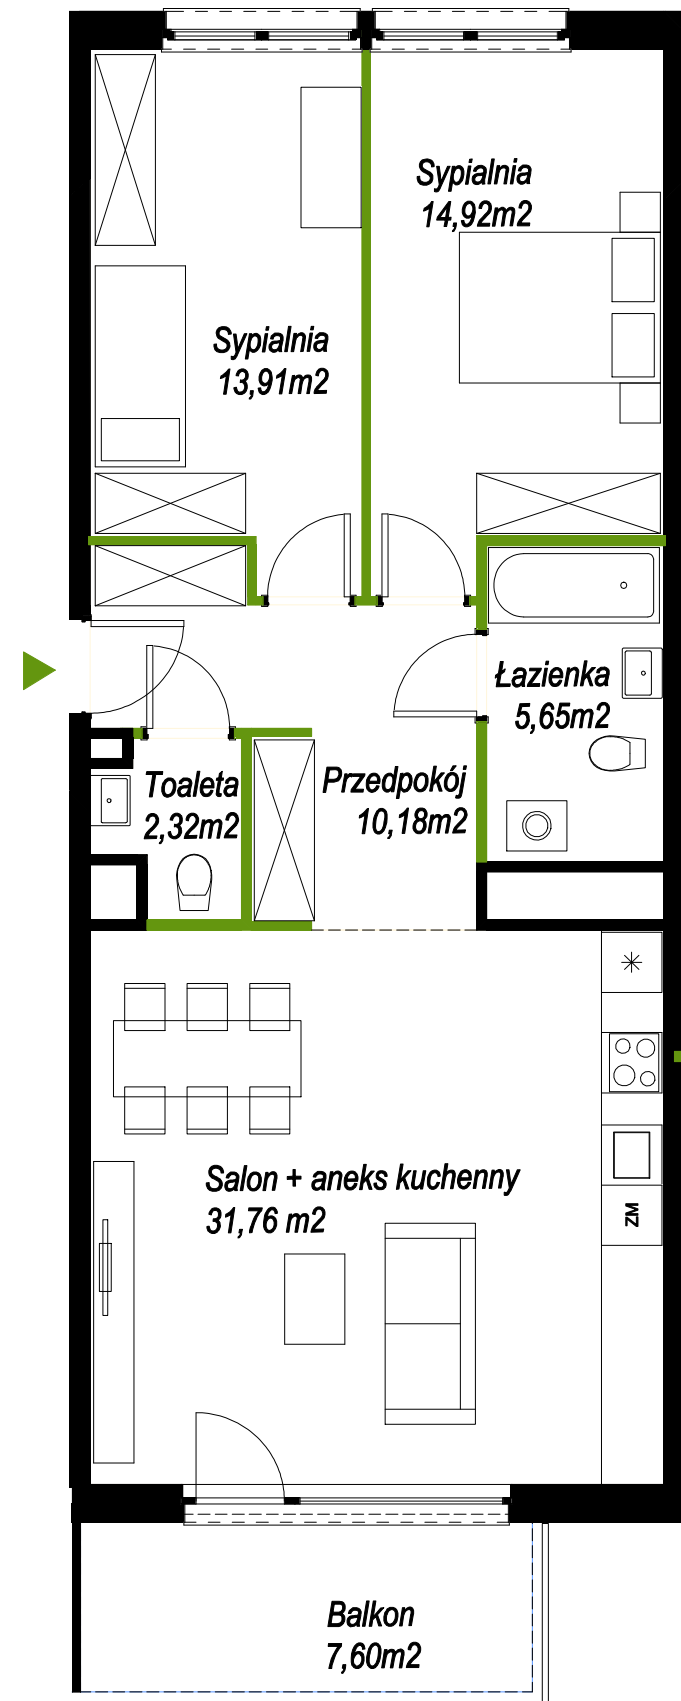 Sypialnia
14,92m2
Sypialnia
13,91m2
Łazienka
5,65m2
Toaleta
2,32m2
Przedpokój
10,18m2
Salon + aneks kuchenny
31,76 m2
ZM
Balkon
7,60m2